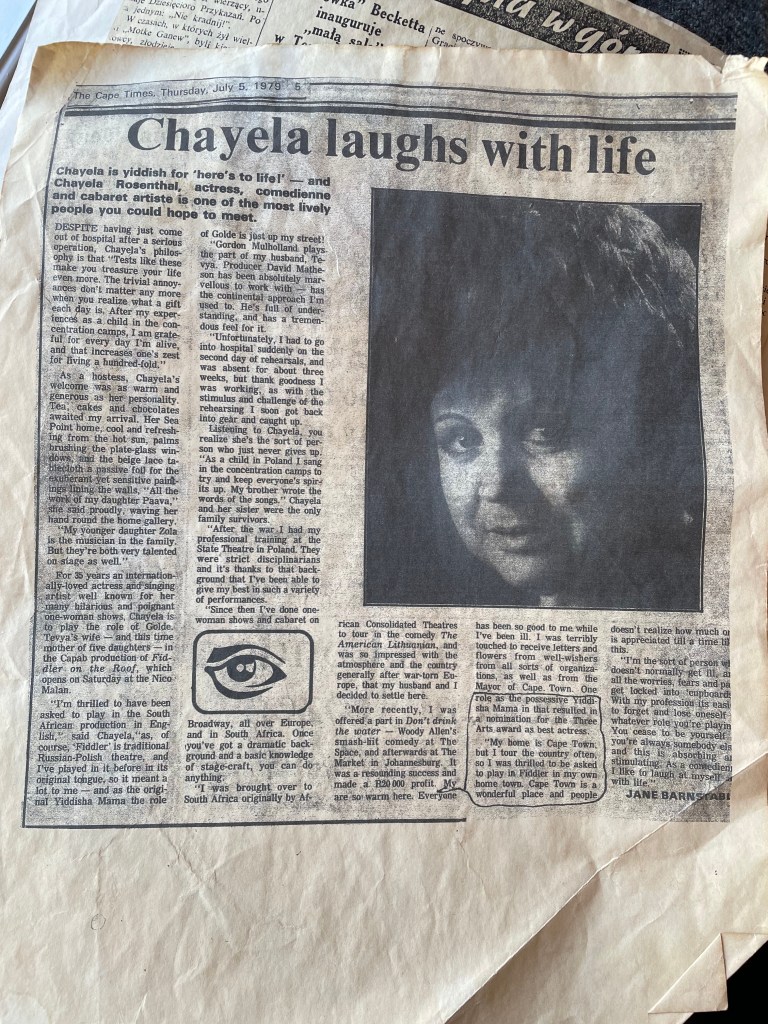 je Dziesięcioro Przykazań. Po
jednym: „Nie kradnij!”
W czasach, w których żył wiel-
„Motke Ganew”, byli
Becketta
inauguruje
„małą
ne spoczyw
The Cape Times, Thursday, July 5, 1979 5
Chayela laughs with life
Chayela is yiddish for 'here's to life!' — and
Chayela Rosenthal, actress, comedienne
and cabaret artiste is one of the most lively
people you could hope to meet.
DESPITE having just come
out of hospital after a serious
operation, Chayela's philos-
ophy is that "Tests like these
make you treasure your life
even more. The trivial annoy-
ances don't matter any more
when you realize what a gift
each day is. After my exper-
iences as a child in the con-
centration camps, I am grate-
ful for every day I'm alive,
and that increases one's zest
for living a hundred-fold."
As a hostess, Chayela's
welcome was as warm and
generous as her personality.
Tea, cakes and chocolates
awaited my arrival. Her Sea
Point home, cool and refresh-
ing from the hot sun, palms
brushing the plate-glass win-
dows, and the beige lace ta-
blecloth a passive foil for the
exuberant yet sensitive paint-
ings lining the walls. "All the
work of my daughter Paava,"
she said proudly, waving her
hand round the home gallery.
"My younger daughter Zola
is the musician in the family.
But they're both very talented
on stage as well."
For 35 years an internation-
ally-loved actress and singing
artist well known for her
many hilarious and poignant
one-woman shows, Chayela is
to play the role of Golde,
Tevya's wife — and this time
mother of five daughters — in
the Capab production of Fid-
dler on the Roof, which
opens on Saturday at the Nico
Malan.
"I'm thrilled to have been
asked to play in the South
African production in Eng-
lish," said Chayela, "as, of
course, 'Fiddler' is traditional
Russian-Polish theatre, and
I've played it before in its
original tongue, so it meant a
lot to me — and as the origi-
nal Yiddisha Mama the role
of Golde is just up my street!
"Gordon Mulholland plays
the part of my husband, Te-
vya. Producer David Mathe-
son has been absolutely mar-
vellous to work with — has
the continental approach I'm
used to. He's full of under-
standing, and has a tremen-
dous feel for it.
"Unfortunately, I had to go
into hospital suddenly on the
second day of rehearsals, and
was absent for about three
weeks, but thank goodness I
was working, as with the
stimulus and challenge of the
rehearsing I soon got back
into gear and caught up.
Listening to Chayela, you
realize she's the sort of per-
son who just never gives up.
"As a child in Poland I sang
in the concentration camps to
try and keep everyone's spir-
its up. My brother wrote the
words of the songs." Chayela
and her sister were the only
family survivors.
"After the war I had my
professional training at the
State Theatre in Poland. They
were strict disciplinarians
and it's thanks to that back-
ground that I've been able to
give my best in such a variety
of performances.
"Since then I've done one-
woman shows and cabaret on
Broadway, all over Europe,
and in South Africa. Once
you've got a dramatic back-
ground and a basic knowledge
of stage-craft, you can do
anything.
"I was brought over to
South Africa originally by Af-
rican Consolidated Theatres
to tour in the comedy The
American Lithuanian, and
was so impressed with the
atmosphere and the country
generally after war-torn Eu-
rope, that my husband and I
decided to settle here.
"More recently, I was
offered a part in Don't drink
the water — Woody Allen's
smash-hit comedy at The
Space, and afterwards at The
Market in Johannesburg. It
was a resounding success and
made a R20 000 profit. My
are so warm here. Everyone
has been so good to me while
I've been ill. I was terribly
touched to receive letters and
flowers from well-wishers
from all sorts of organiza-
tions, as well as from the
Mayor of Cape. Town. One
role as the possessive Yiddi-
sha Mama in that resulted in
a nomination for the Three
Arts award as best actress.
"My home is Cape Town,
but I tour the country often,
so I was thrilled to be asked
to play in Fiddler in my own
home town. Cape Town is a
wonderful place and people
doesn't realize how much on
is appreciated till a time li
this.
"I'm the sort of person w
doesn't normally get ill, an
all the worries, fears and pa
get locked into 'cupboards
With my profession its easi
to forget and lose oneself
whatever role you're playin
You cease to be yourself
you're always somebody els
and this is absorbing a
stimulating. As a comedien
I like to laugh at myself
with life"
JANE BARNSTABL